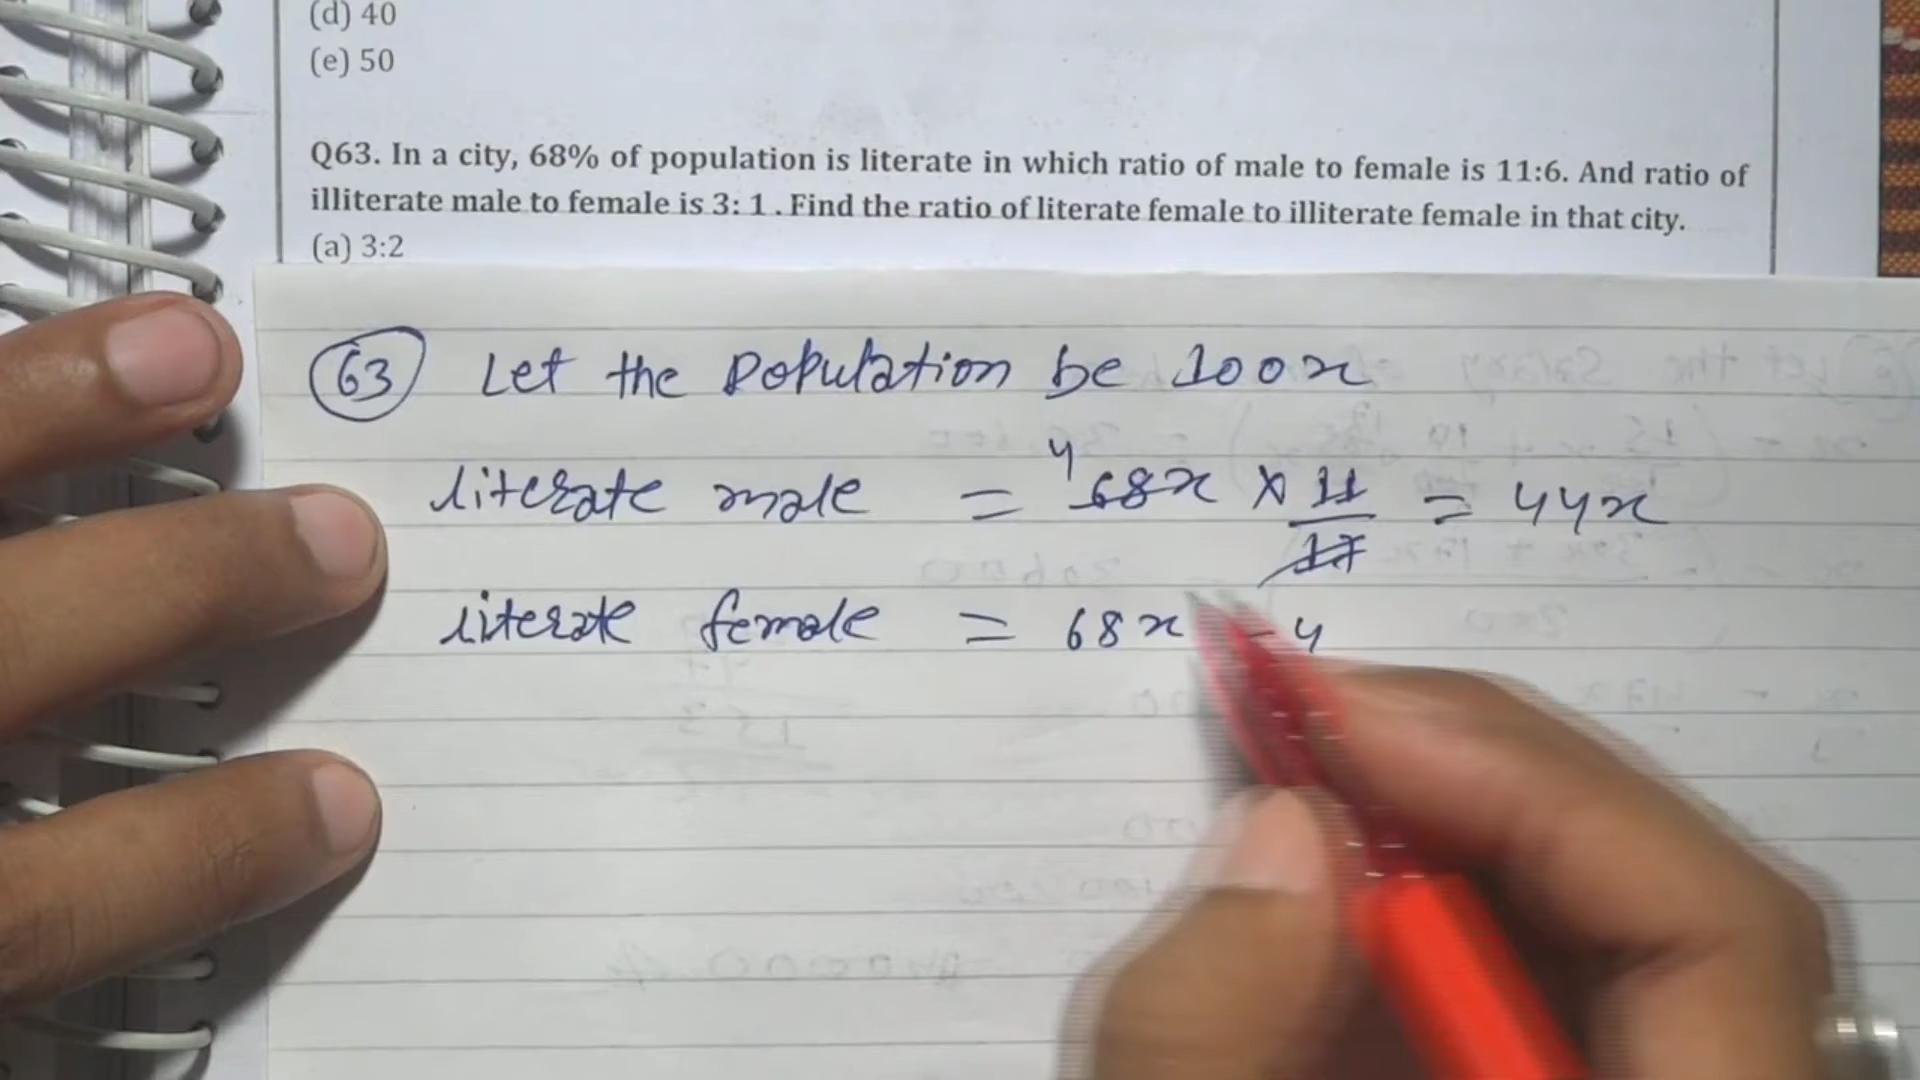 (d) 40
(e) 50
Q63. In a city, 68% of population is literate in which ratio of male to female is 11:6. And ratio of
illiterate male to female is 3: 1 . Find the ratio of literate female to illiterate female in that city.
(a) 3:2
63 Let the Population be 100x
literate male = 4 68x × 11/17 = 44x
literate female = 68x - 4